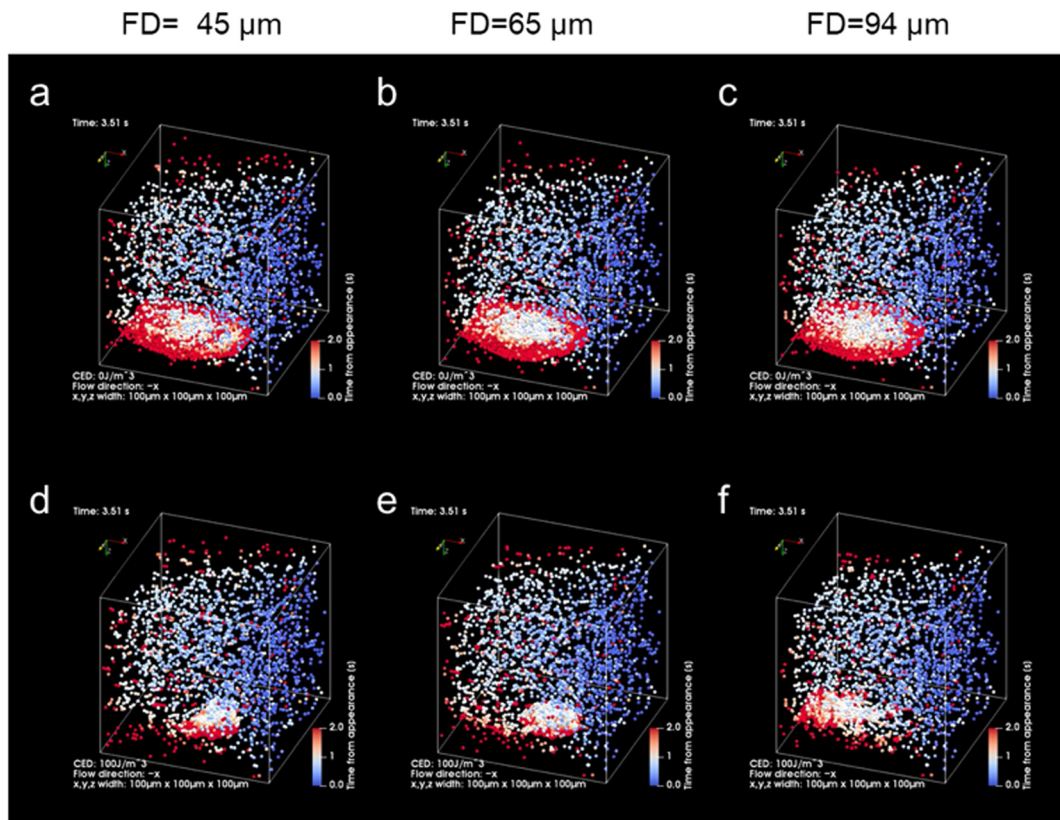 FD= 45 µm
FD=65 µm
FD=94 µm
a
b
c
Time: 3.51 s
Time: 3.51 s
Time: 3.51 s
X
X
X
Time from appearance (s)
2.0
1
0.0
Time from appearance (s)
2.0
1
0.0
Time from appearance (s)
2.0
1
0.0
CED: 0J/m^3
Flow direction: -x
x,y,z width: 100µm x 100µm x 100µm
CED: 0J/m^3
Flow direction: -x
x,y,z width: 100µm x 100µm x 100µm
CED: 0J/m^3
Flow direction: -x
x,y,z width: 100µm x 100µm x 100µm
d
e
f
Time: 3.51 s
Time: 3.51 s
Time: 3.51 s
X
X
X
Time from appearance (s)
2.0
1
0.0
Time from appearance (s)
2.0
1
0.0
Time from appearance (s)
2.0
1
0.0
CED: 100J/m^3
Flow direction: -x
x,y,z width: 100µm x 100µm x 100µm
CED: 100J/m^3
Flow direction: -x
x,y,z width: 100µm x 100µm x 100µm
CED: 100J/m^3
Flow direction: -x
x,y,z width: 100µm x 100µm x 100µm